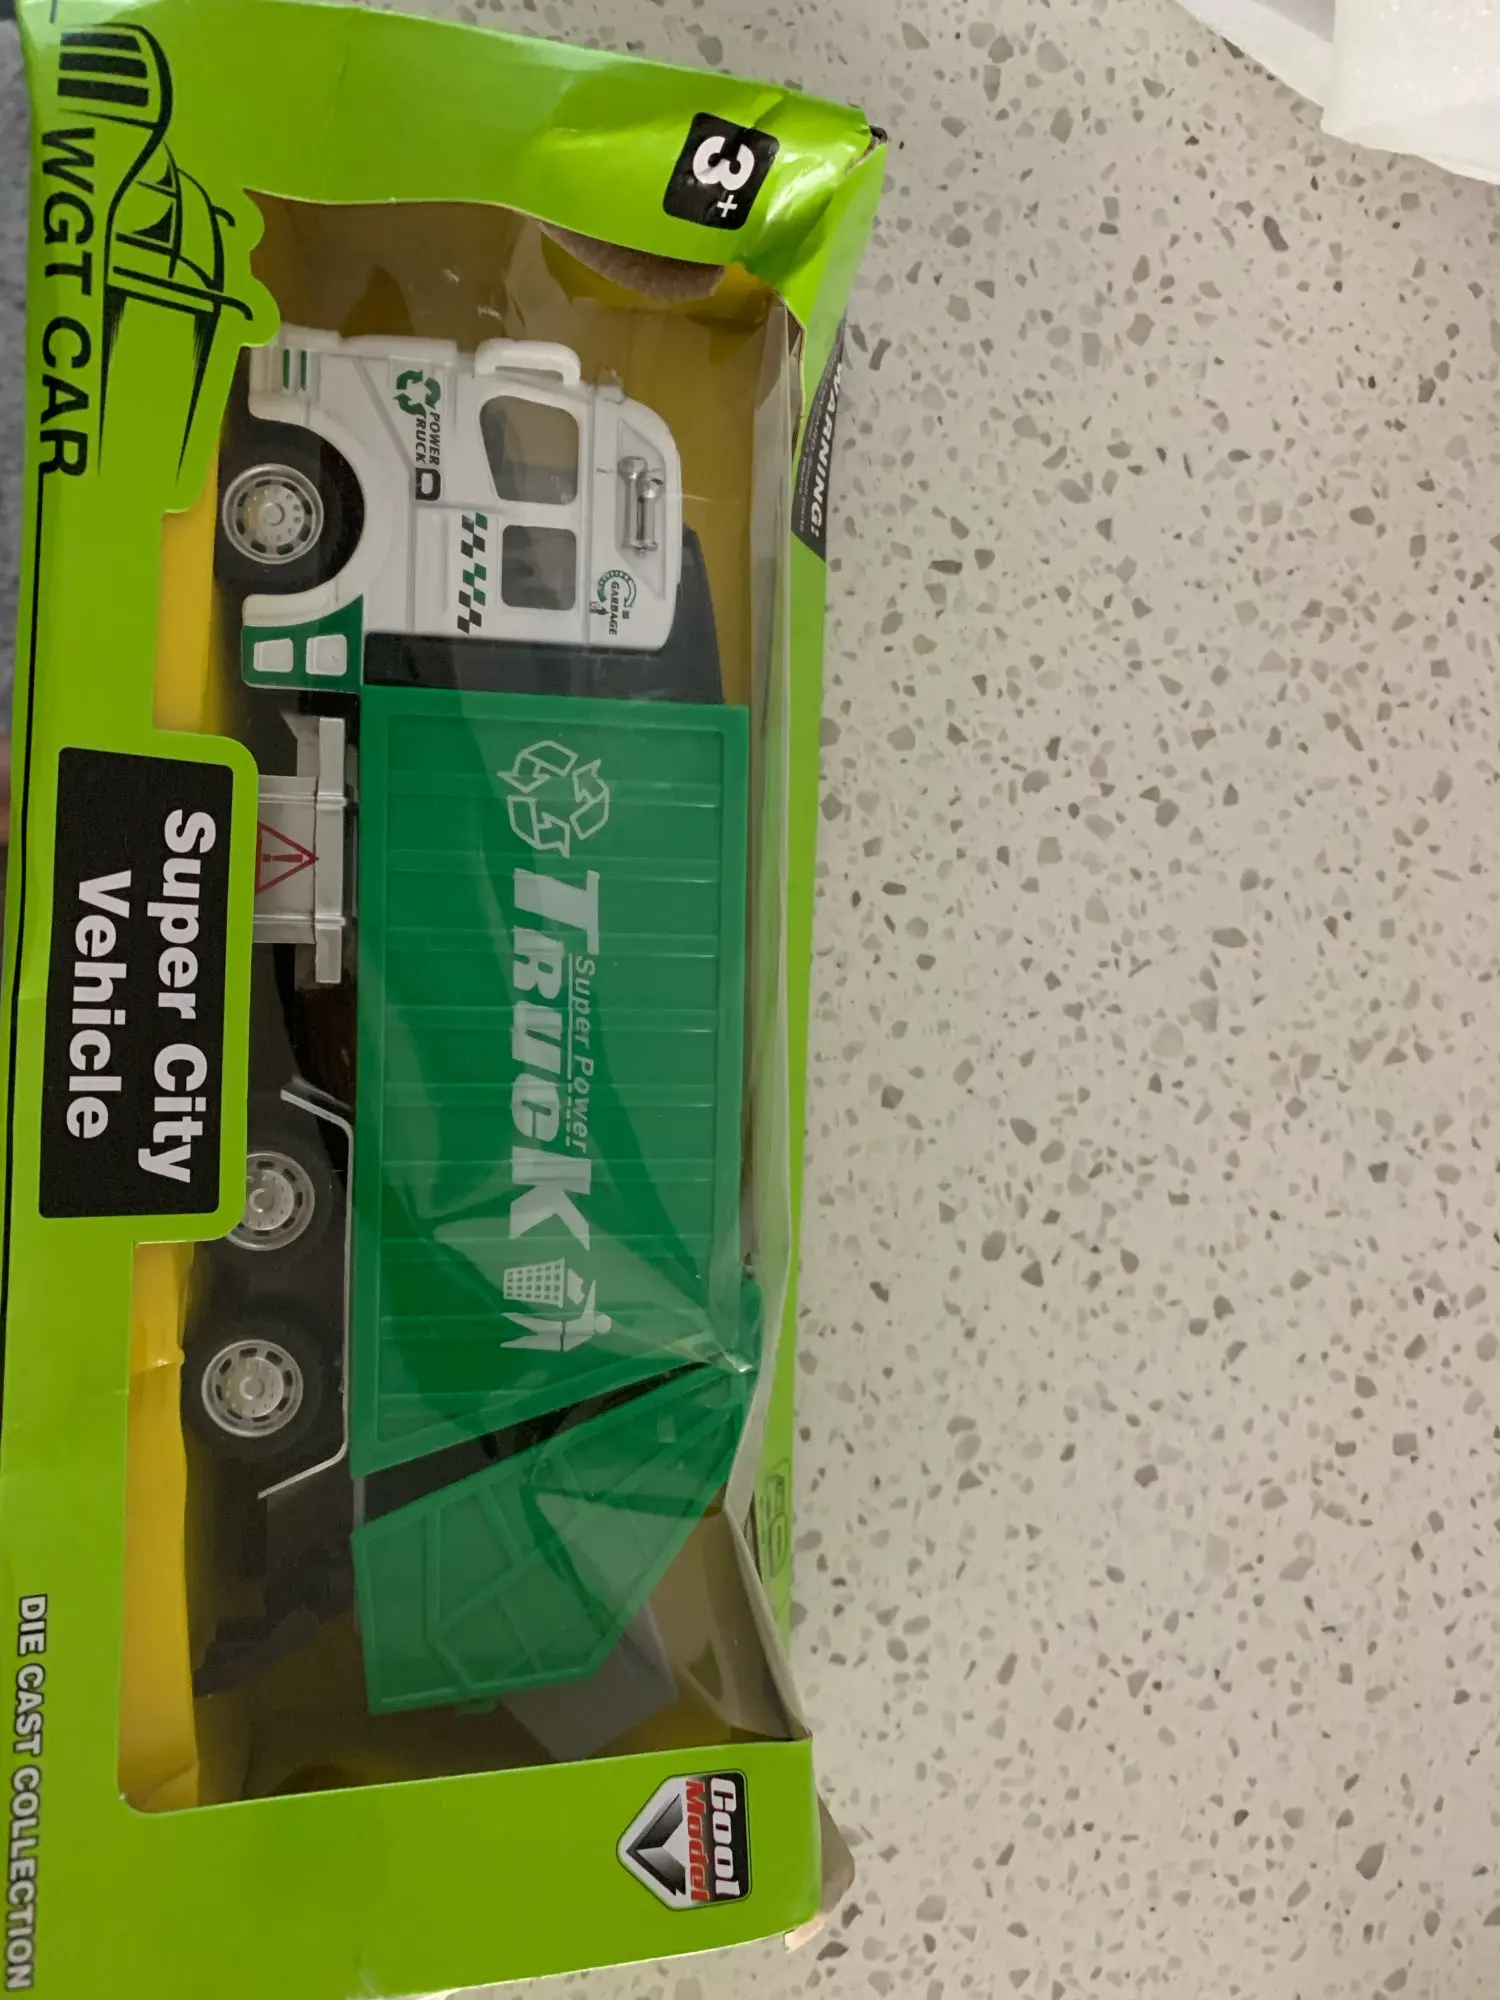 WGT CAR
3+
WARNING:
POWER
TRUCK
GARBAGE
Super Power
TRUCK
Super City
Vehicle
Cool
Model
DIE CAST COLLECTION